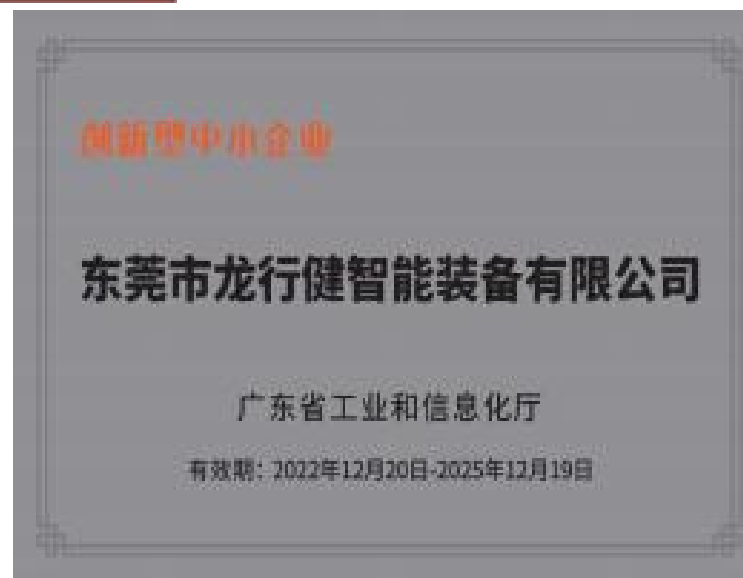 创新型中小企业
东莞市龙行健智能装备有限公司
广东省工业和信息化厅
有效期：2022年12月20日-2025年12月19日